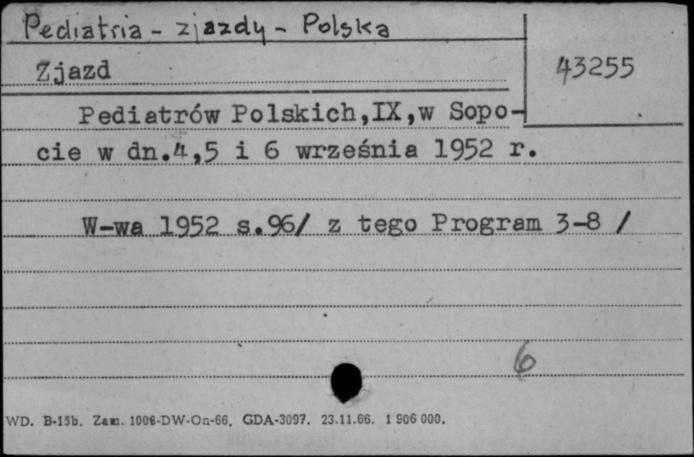 Pediatria - zjazdy - Polska
Zjazd
43255
Pediatrów Polskich,IX,w Sopo-
cie w dn.4,5 i 6 września 1952 r.
W-wa 1952 s.96/ z tego Program 3-8 /
6
WD. B-15b. Zam. 1008-DW-On-66. GDA-3097. 23.11.66. 1 906 000.